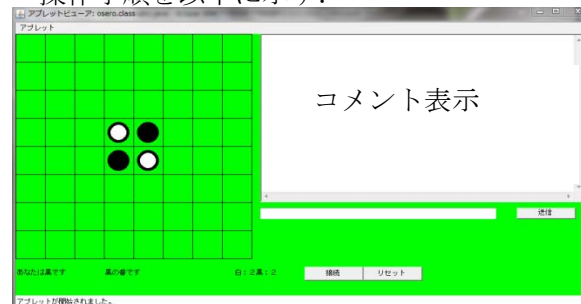 操作手順を以下に示す.
アプレットビューア: osero.class
アプレット
コメント表示
送信
あなたは黒です 黒の番です 白:2黒:2 接続 リセット
アプレットが開始されました。